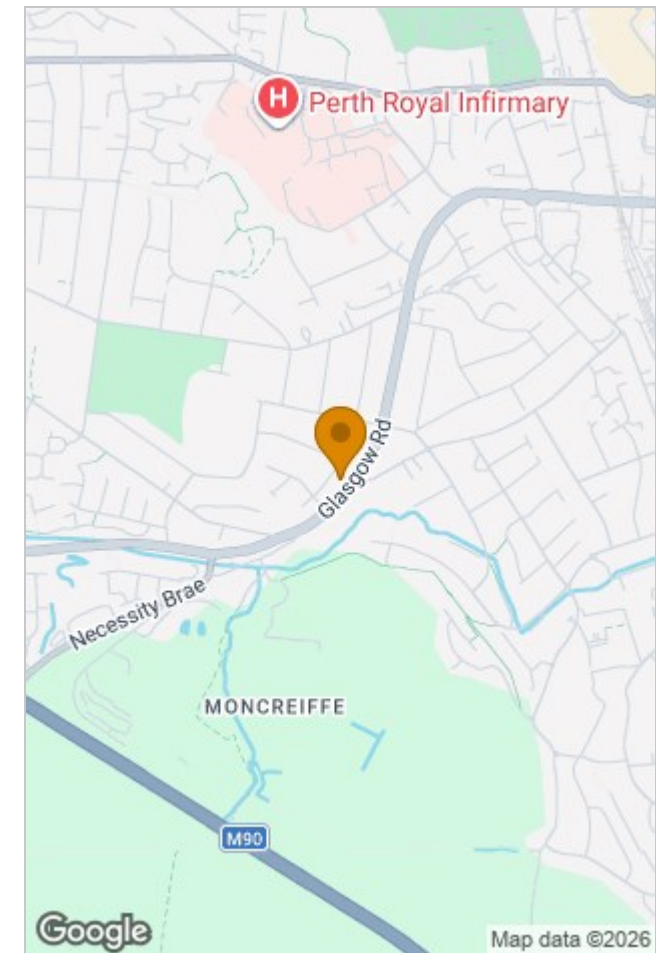 H
Perth Royal Infirmary
Glasgow Rd
Necessity Brae
MONCREIFFE
M90
Google
Map data ©2026